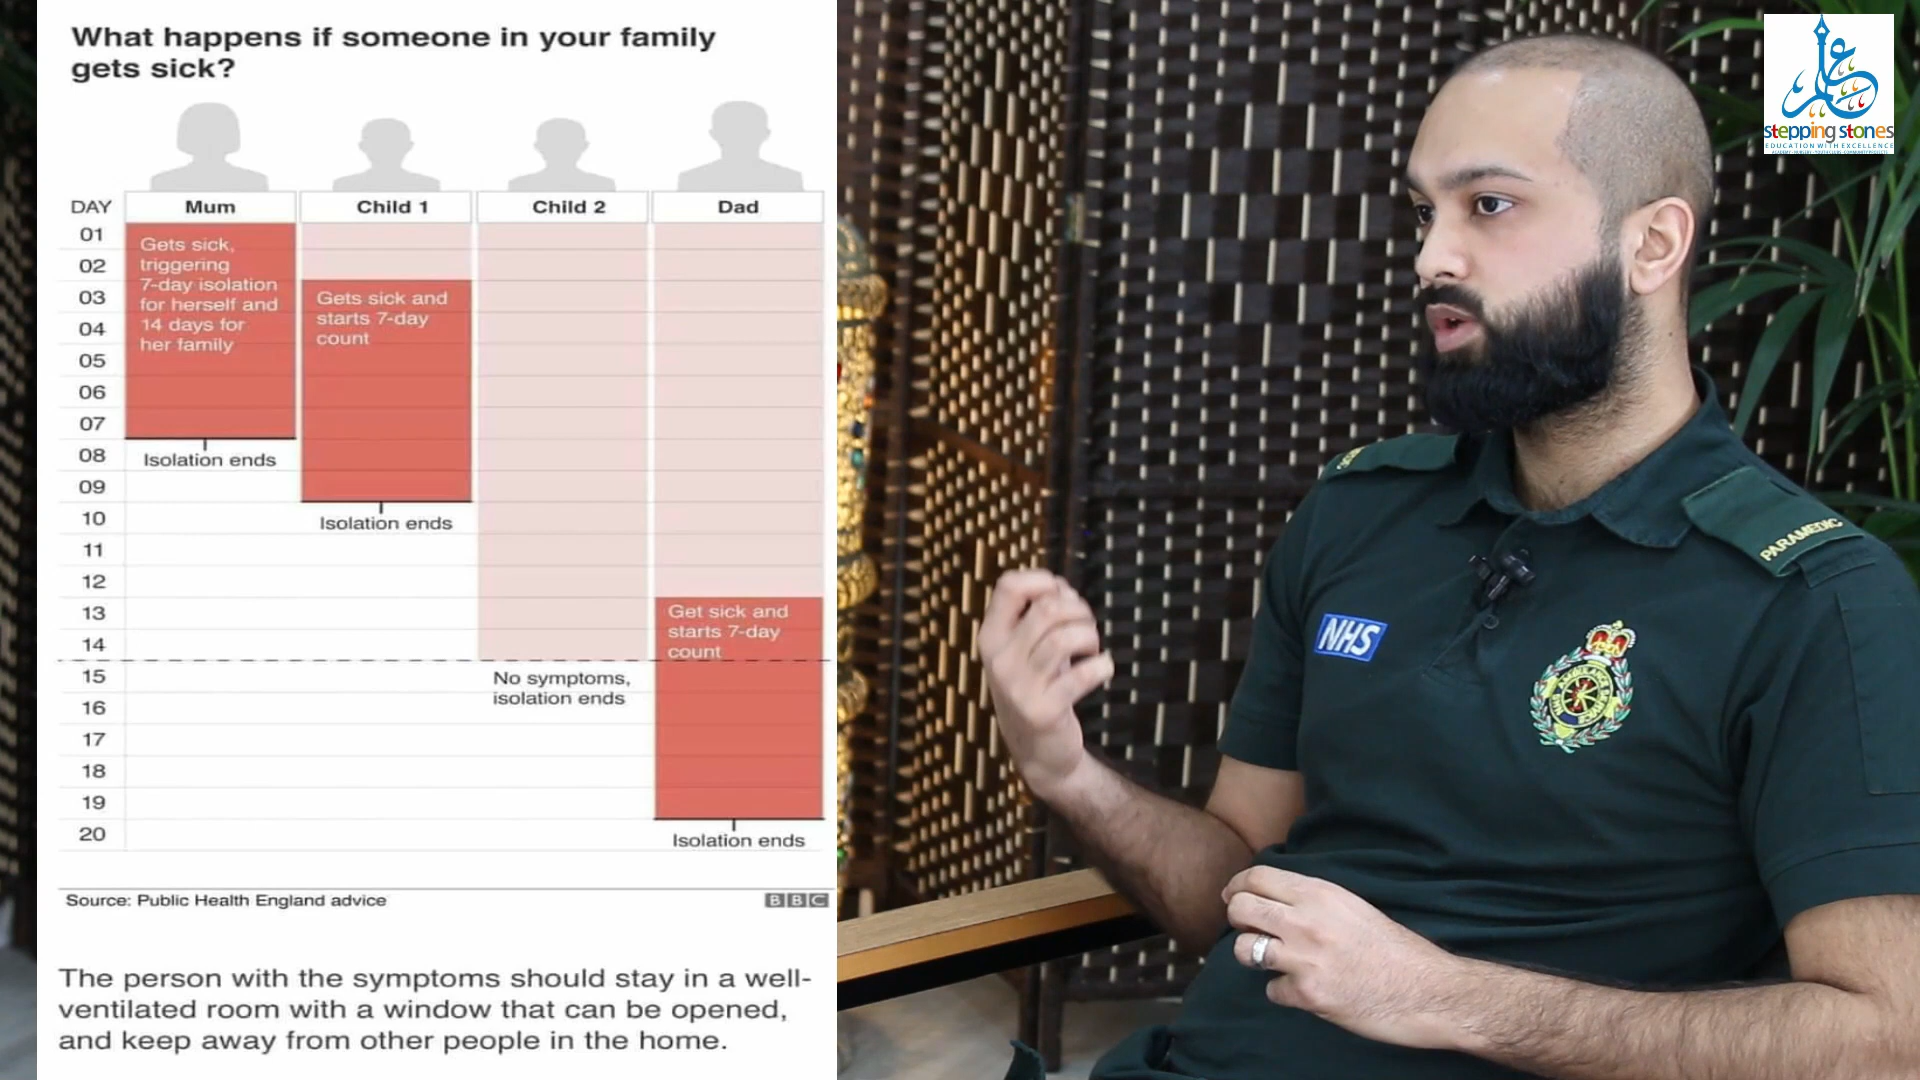 What happens if someone in your family
gets sick?
DAY
Mum
Child 1
Child 2
Dad
01
02
03
04
05
06
07
08
09
10
11
12
13
14
15
16
17
18
19
20
Gets sick,
triggering
7-day isolation
for herself and
14 days for
her family
Isolation ends
Gets sick and
starts 7-day
count
Isolation ends
No symptoms,
isolation ends
Get sick and
starts 7-day
count
Isolation ends
Source: Public Health England advice
BBC
The person with the symptoms should stay in a well-
ventilated room with a window that can be opened,
and keep away from other people in the home.
stepping stones
EDUCATION WITH EXCELLENCE
PARAMEDIC
NHS